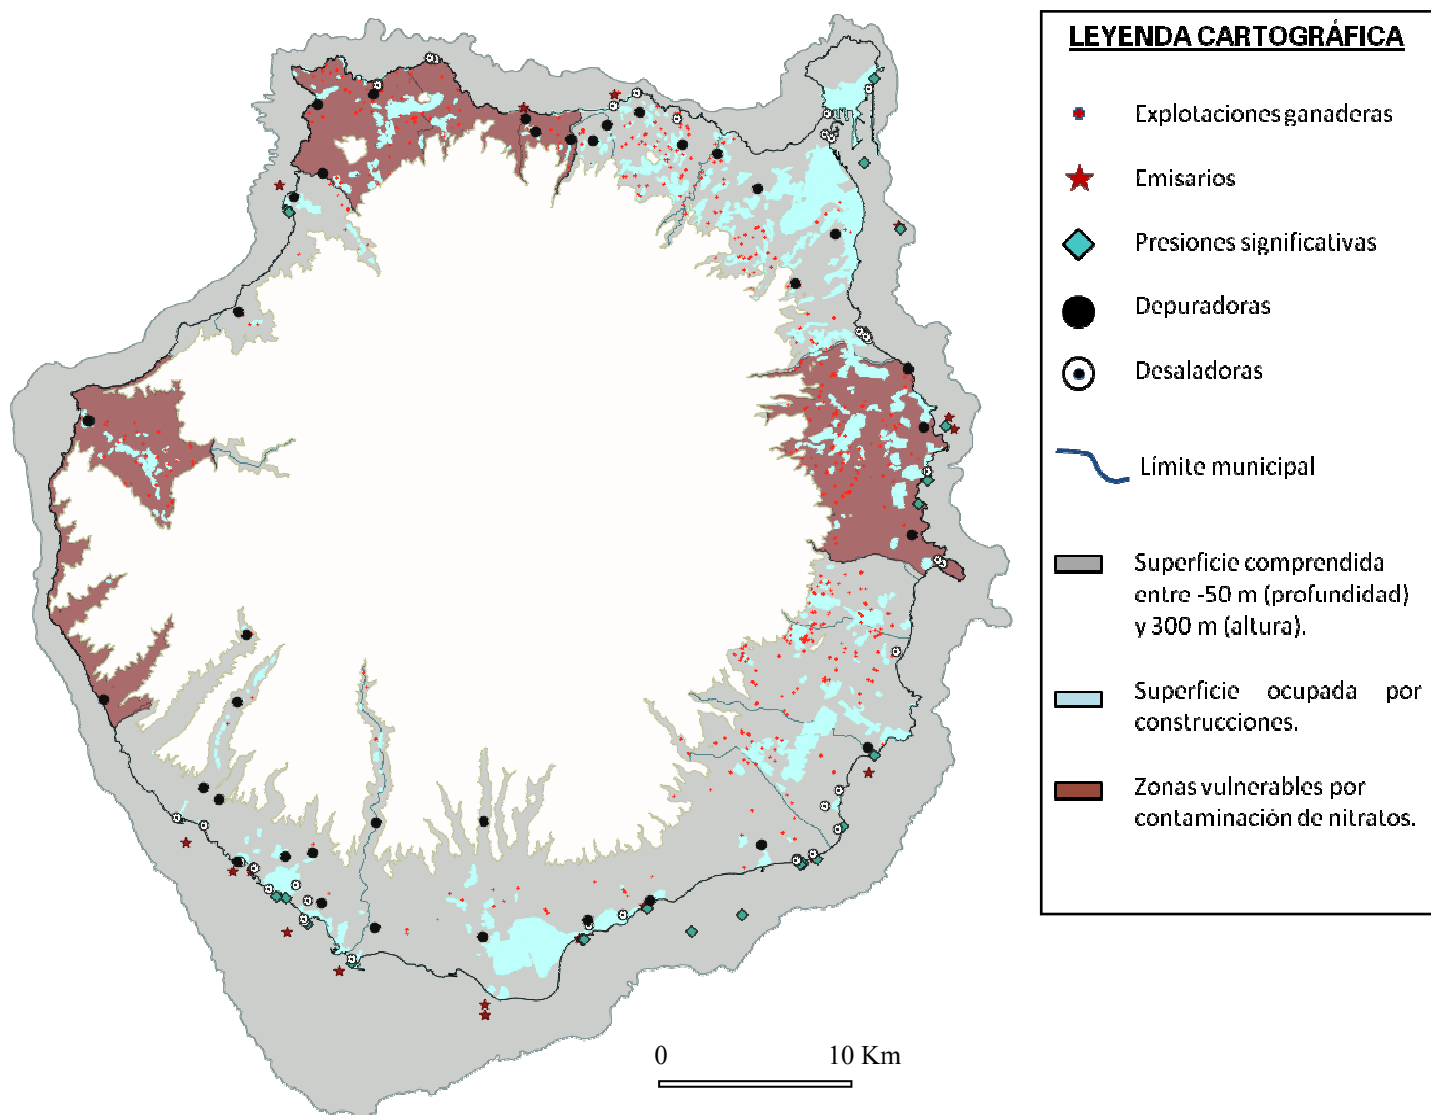 LEYENDA CARTOGRÁFICA
Explotaciones ganaderas
Emisarios
Presiones significativas
Depuradoras
Desaladoras
Límite municipal
Superficie comprendida
entre -50 m (profundidad)
y 300 m (altura).
Superficie ocupada por
construcciones.
Zonas vulnerables por
contaminación de nitratos.
0 10 Km